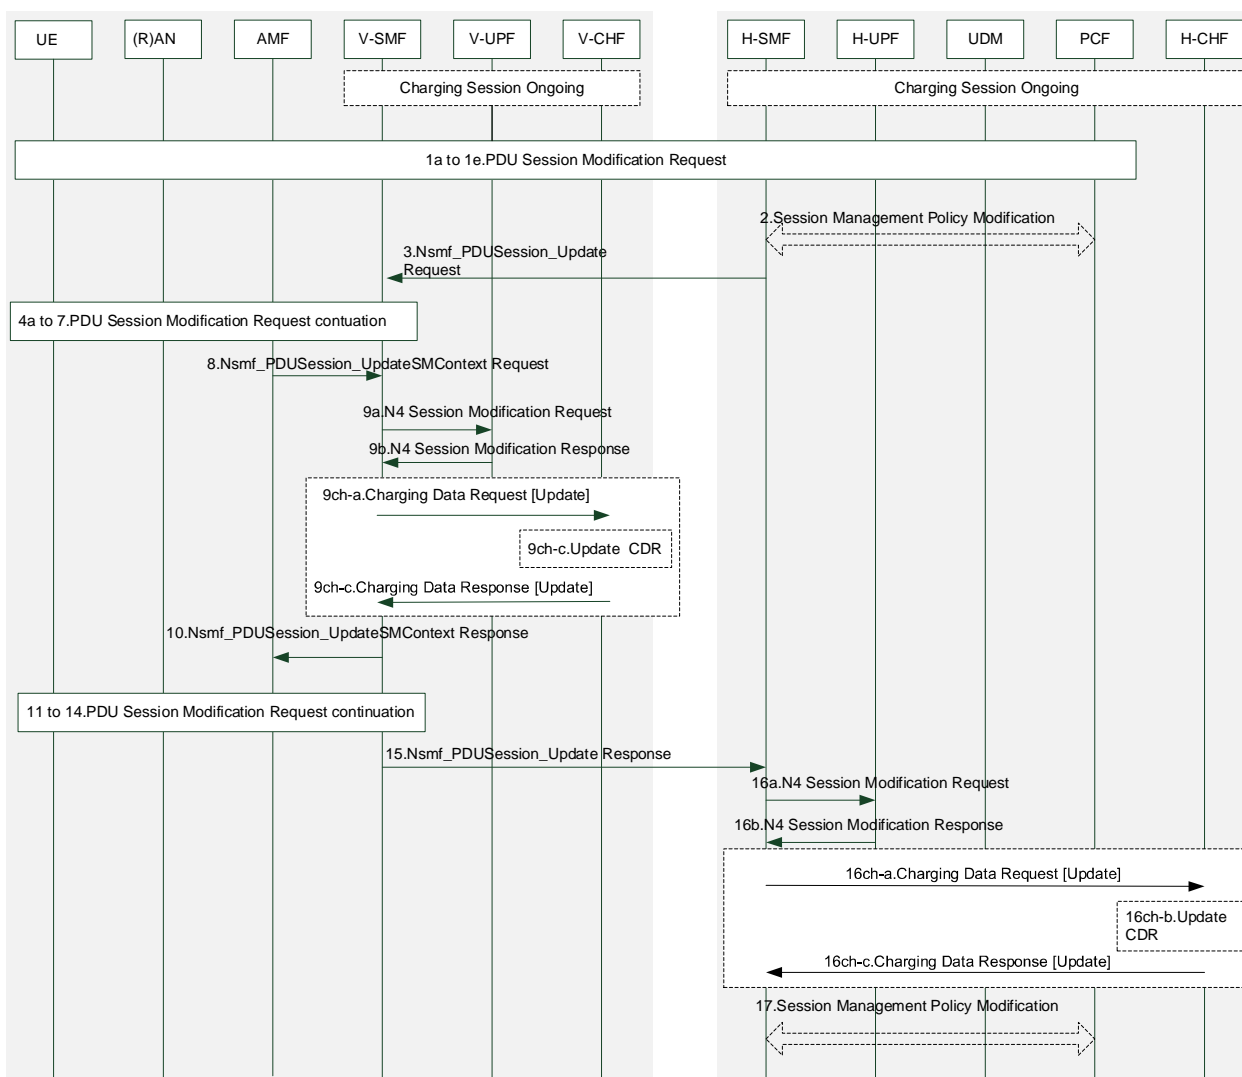 UE
(R)AN
AMF
V-SMF
V-UPF
V-CHF
H-SMF
H-UPF
UDM
PCF
H-CHF
Charging Session Ongoing
Charging Session Ongoing
1a to 1e.PDU Session Modification Request
2.Session Management Policy Modification
3.Nsmf_PDUSession_Update
Request
4a to 7.PDU Session Modification Request contuation
8.Nsmf_PDUSession_UpdateSMContext Request
9a.N4 Session Modification Request
9b.N4 Session Modification Response
9ch-a.Charging Data Request [Update]
9ch-c.Update CDR
9ch-c.Charging Data Response [Update]
10.Nsmf_PDUSession_UpdateSMContext Response
11 to 14.PDU Session Modification Request continuation
15.Nsmf_PDUSession_Update Response
16a.N4 Session Modification Request
16b.N4 Session Modification Response
16ch-a.Charging Data Request [Update]
16ch-b.Update
CDR
16ch-c.Charging Data Response [Update]
17.Session Management Policy Modification